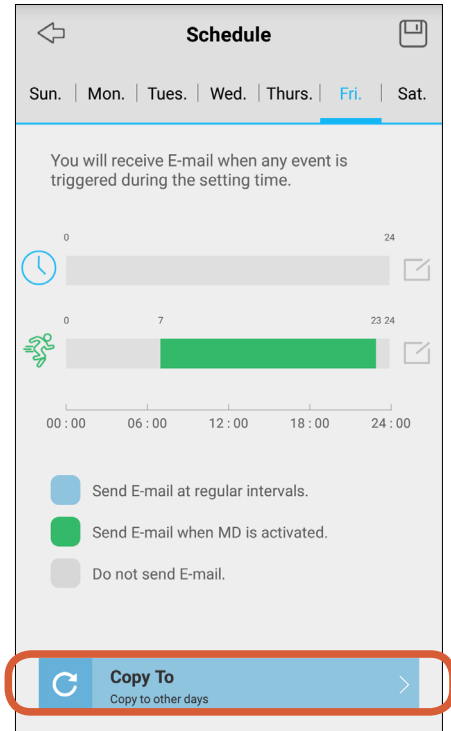 Schedule
Sun. Mon. Tues. Wed. Thurs. Fri. Sat.
You will receive E-mail when any event is
triggered during the setting time.
0 24
0 7 23 24
00:00 06:00 12:00 18:00 24:00
Send E-mail at regular intervals.
Send E-mail when MD is activated.
Do not send E-mail.
Copy To
Copy to other days